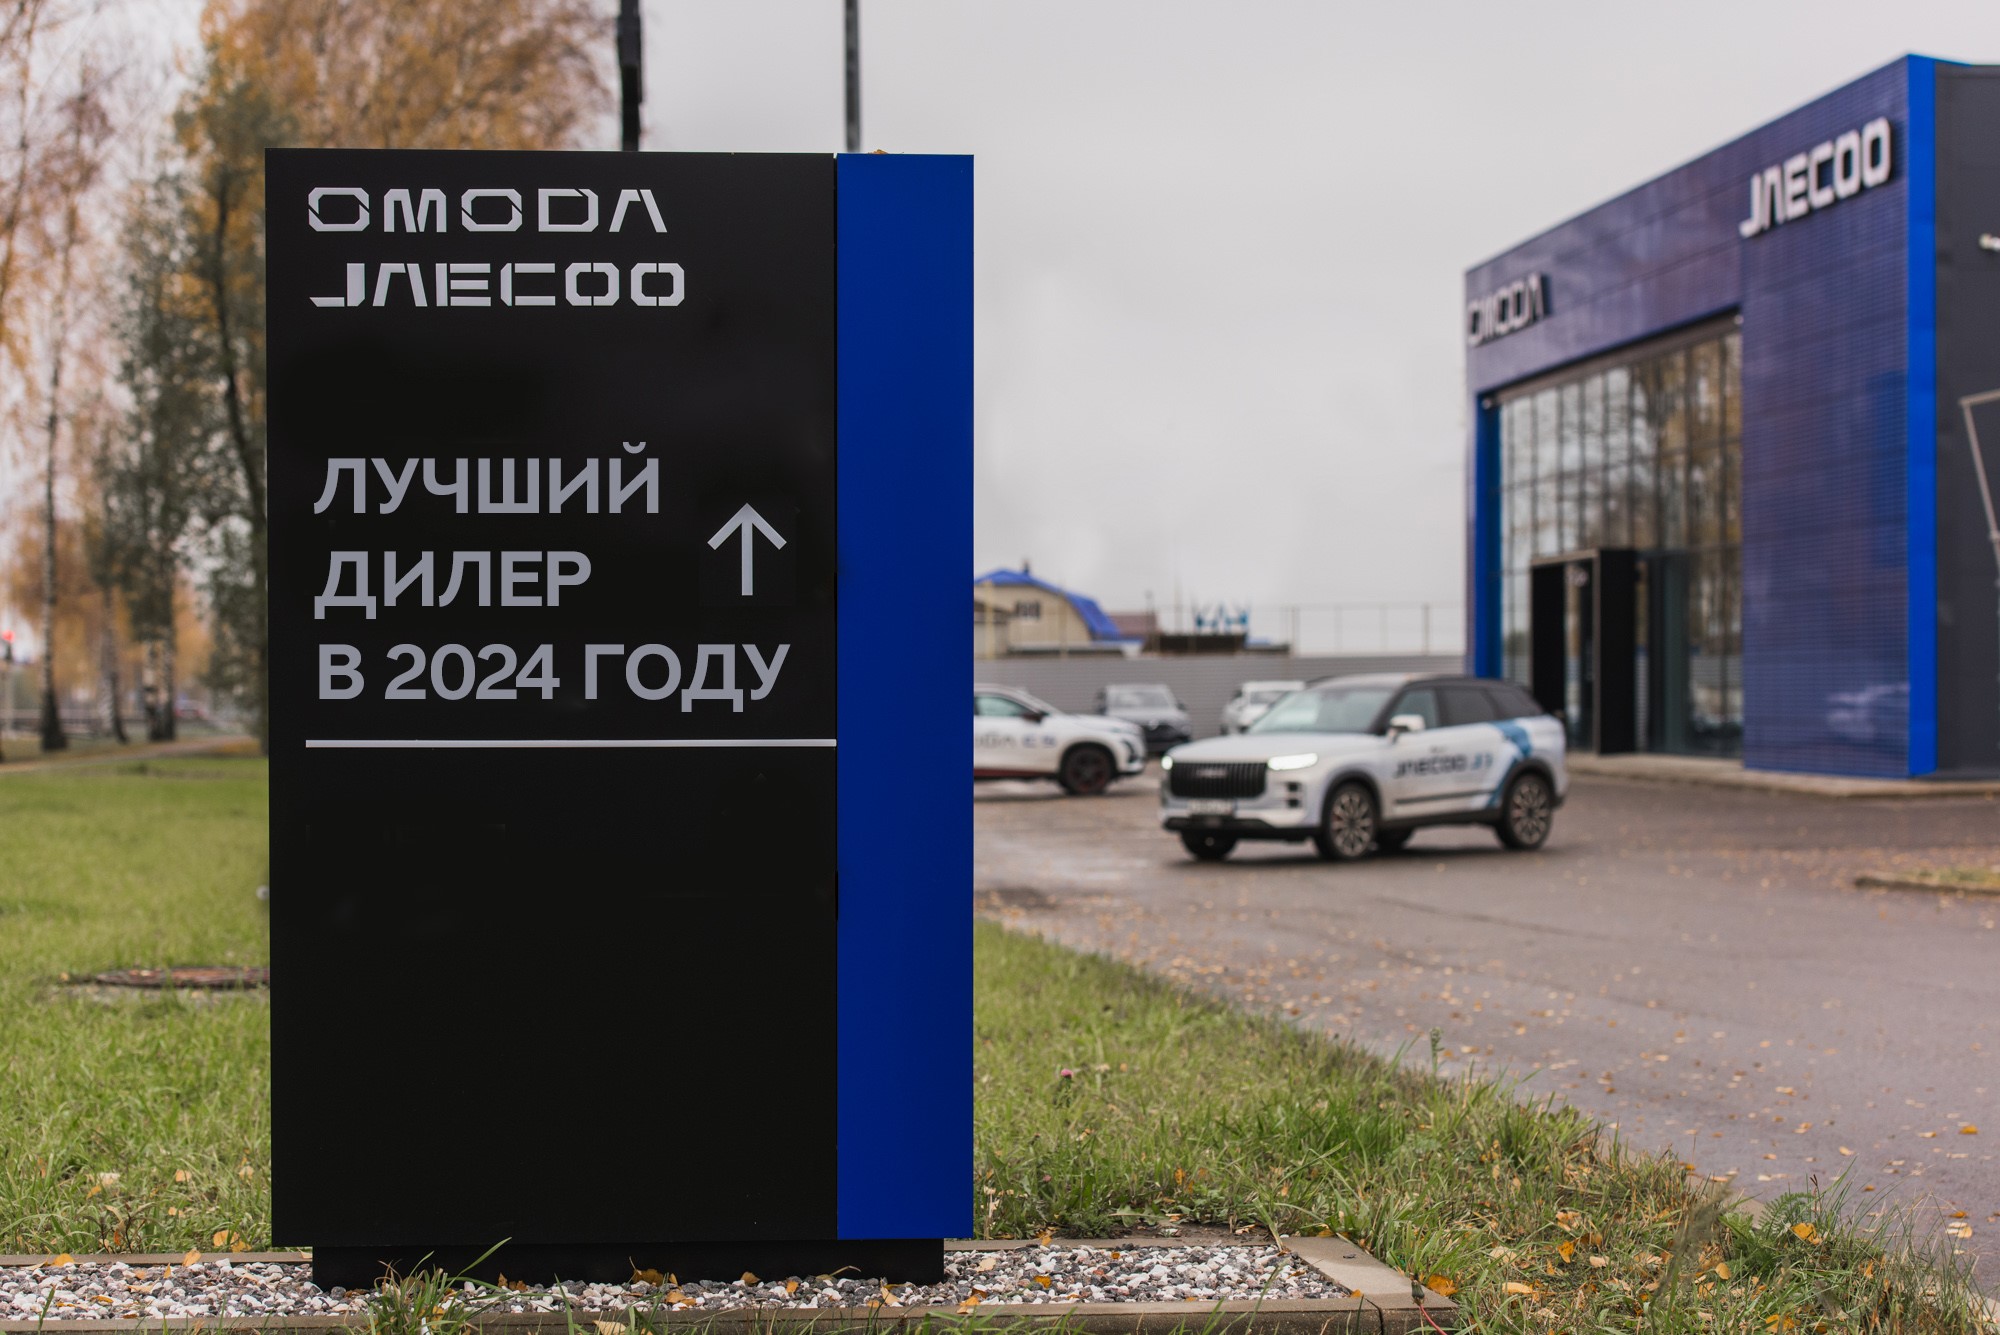 OMODA
JAECOO
ЛУЧШИЙ
ДИЛЕР
В 2024 ГОДУ
OMODA
JAECOO
JAECOO